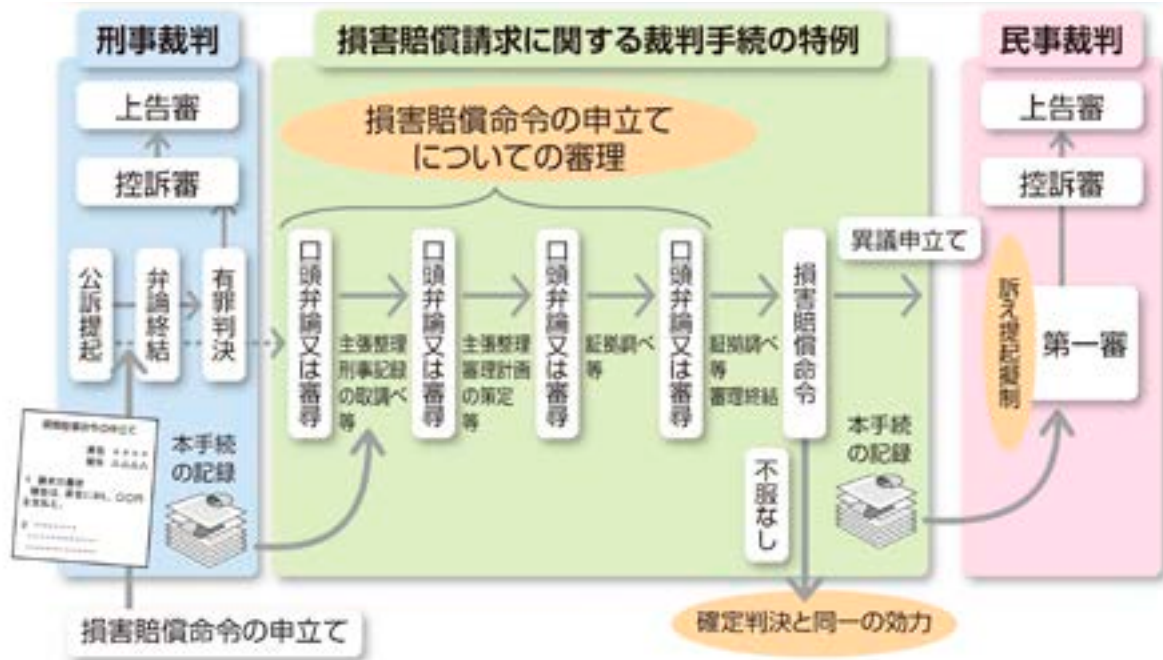 刑事裁判
上告審
控訴審
公訴提起
弁論終結
有罪判決
本手続
の記録
損害賠償命令の申立て
損害賠償請求に関する裁判手続の特例
損害賠償命令の申立て
についての審理
口頭弁論又は審尋
主張整理
刑事記録
の取調べ
等
口頭弁論又は審尋
主張整理
審理計画
の策定等
口頭弁論又は審尋
証拠調べ
等
口頭弁論又は審尋
証拠調べ
等
審理終結
損害賠償命令
異議申立て
不服なし
確定判決と同一の効力
本手続
の記録
民事裁判
上告審
控訴審
訴え提起擬制
第一審